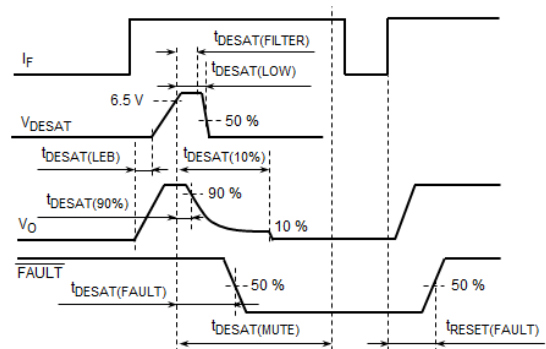 tDESAT(FILTER)
IF
tDESAT(LOW)
6.5 V
50 %
VDESAT
tDESAT(LEB)
tDESAT(10%)
90 %
tDESAT(90%)
10 %
VO
FAULT
50 %
50 %
tDESAT(FAULT)
tDESAT(MUTE)
tRESET(FAULT)